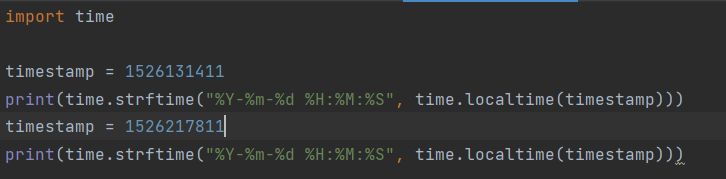 import time
timestamp = 1526131411
print(time.strftime("%Y-%m-%d %H:%M:%S", time.localtime(timestamp)))
timestamp = 1526217811
print(time.strftime("%Y-%m-%d %H:%M:%S", time.localtime(timestamp)))